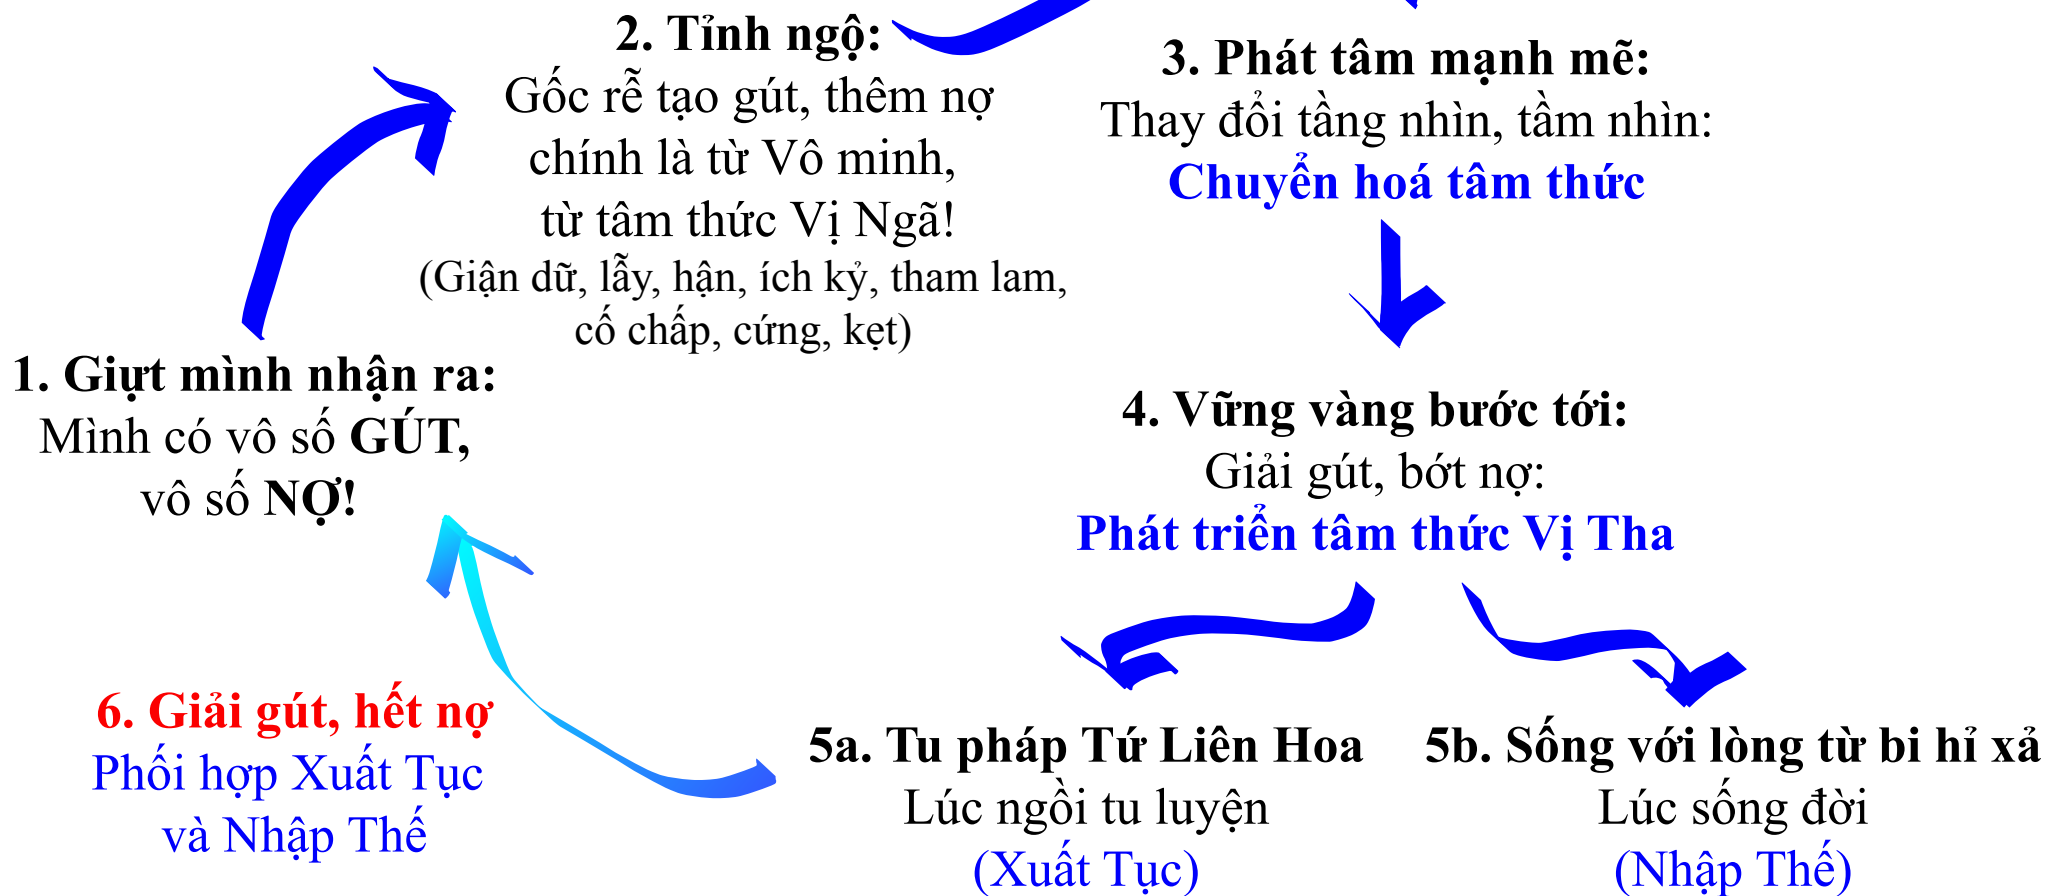 1. Giựt mình nhận ra:
Mình có vô số GÚT,
vô số NỢ!
2. Tỉnh ngộ:
Gốc rễ tạo gút, thêm nợ
chính là từ Vô minh,
từ tâm thức Vị Ngã!
(Giận dữ, lẫy, hận, ích kỷ, tham lam,
cố chấp, cứng, kẹt)
3. Phát tâm mạnh mẽ:
Thay đổi tầng nhìn, tầm nhìn:
Chuyển hoá tâm thức
4. Vững vàng bước tới:
Giải gút, bớt nợ:
Phát triển tâm thức Vị Tha
5a. Tu pháp Tứ Liên Hoa
Lúc ngồi tu luyện
(Xuất Tục)
5b. Sống với lòng từ bi hỉ xả
Lúc sống đời
(Nhập Thế)
6. Giải gút, hết nợ
Phối hợp Xuất Tục
và Nhập Thế